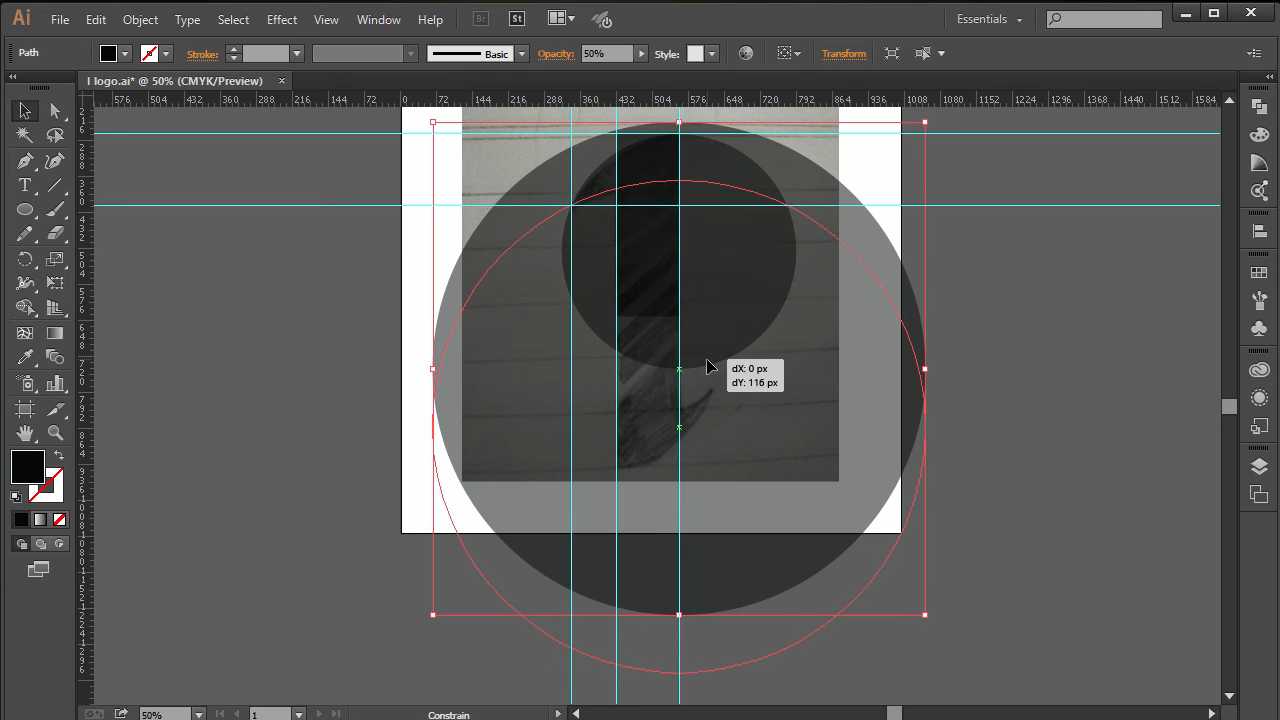 Ai File Edit Object Type Select Effect View Window Help Br St Essentials
Path Stroke: Basic Opacity: 50% Style: Transform
I logo.ai* @ 50% (CMYK/Preview)
576 504 432 360 288 216 144 72 0 72 144 216 288 360 432 504 576 648 720 792 864 936 1008 1080 1152 1224 1296 1368 1440 1512 1584
dX: 0 px
dY: 116 px
50% 1 Constrain